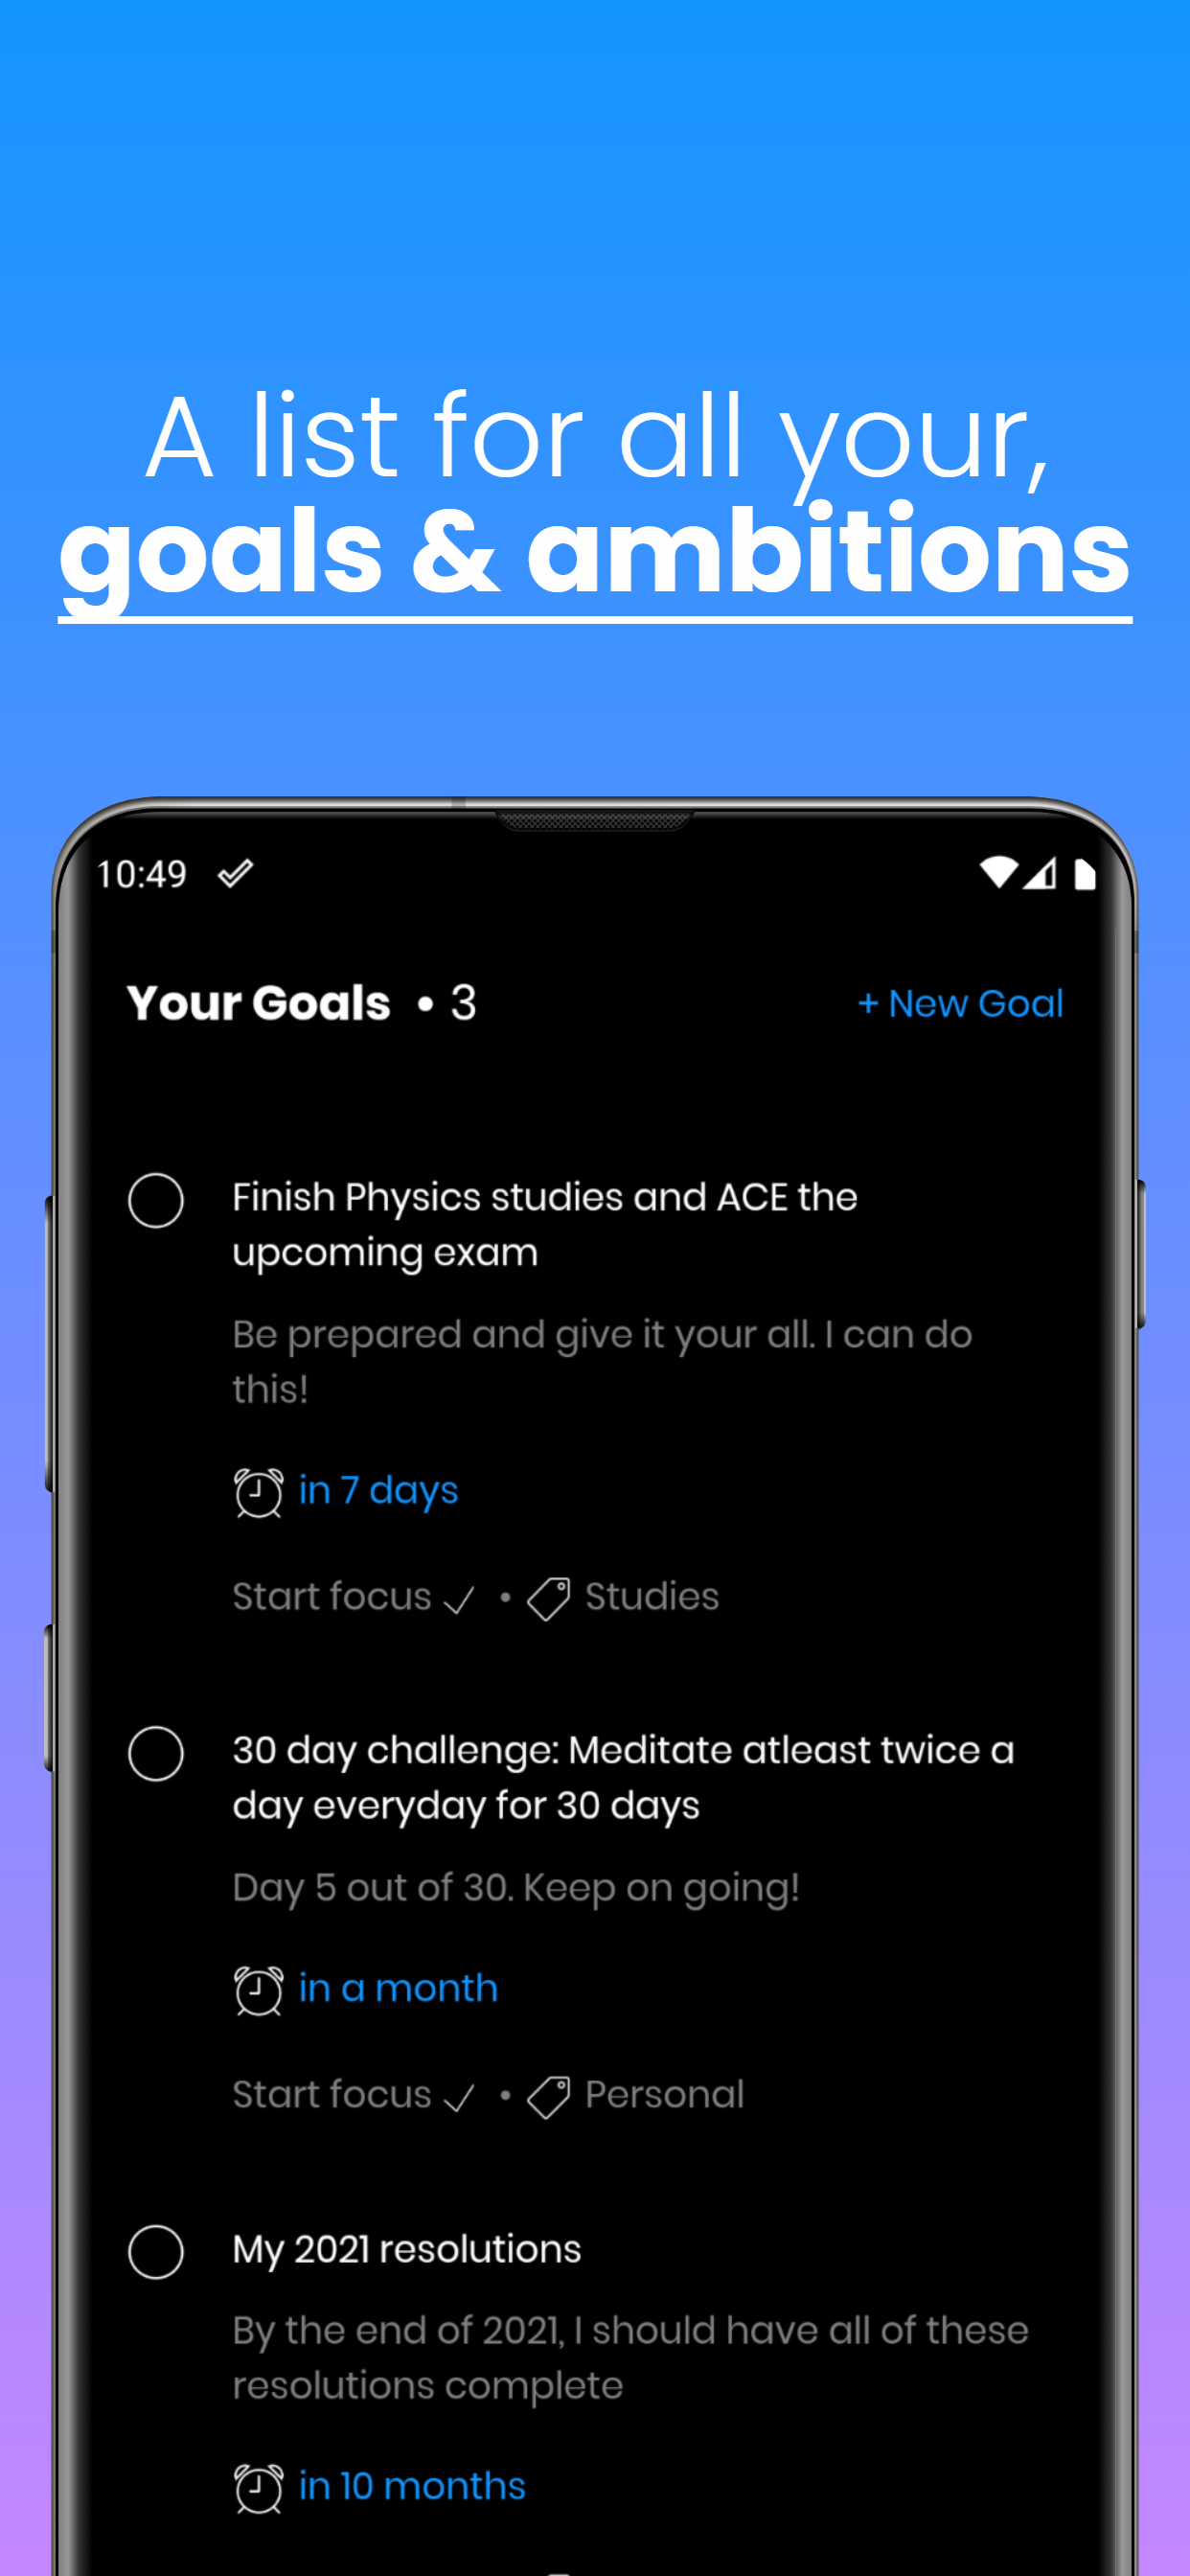 A list for all your,
goals & ambitions
10:49
Your Goals • 3
+ New Goal
Finish Physics studies and ACE the
upcoming exam
Be prepared and give it your all. I can do
this!
in 7 days
Start focus ✓ • Studies
30 day challenge: Meditate atleast twice a
day everyday for 30 days
Day 5 out of 30. Keep on going!
in a month
Start focus ✓ • Personal
My 2021 resolutions
By the end of 2021, I should have all of these
resolutions complete
in 10 months